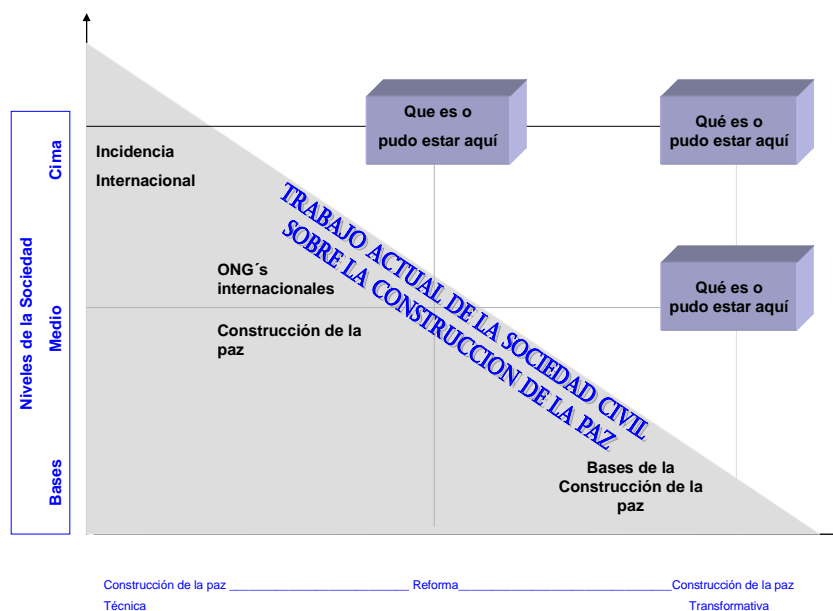 Que es o
pudo estar aquí
Qué es o
pudo estar aquí
Incidencia
Internacional
Niveles de la Sociedad
Cima
Medio
Bases
TRABAJO ACTUAL DE LA SOCIEDAD CIVIL
SOBRE LA CONSTRUCCION DE LA PAZ
ONG´s
internacionales
Construcción de la
paz
Qué es o
pudo estar aquí
Bases de la
Construcción de la
paz
Construcción de la paz ____________________________ Reforma_________________________________Construcción de la paz
Técnica Transformativa